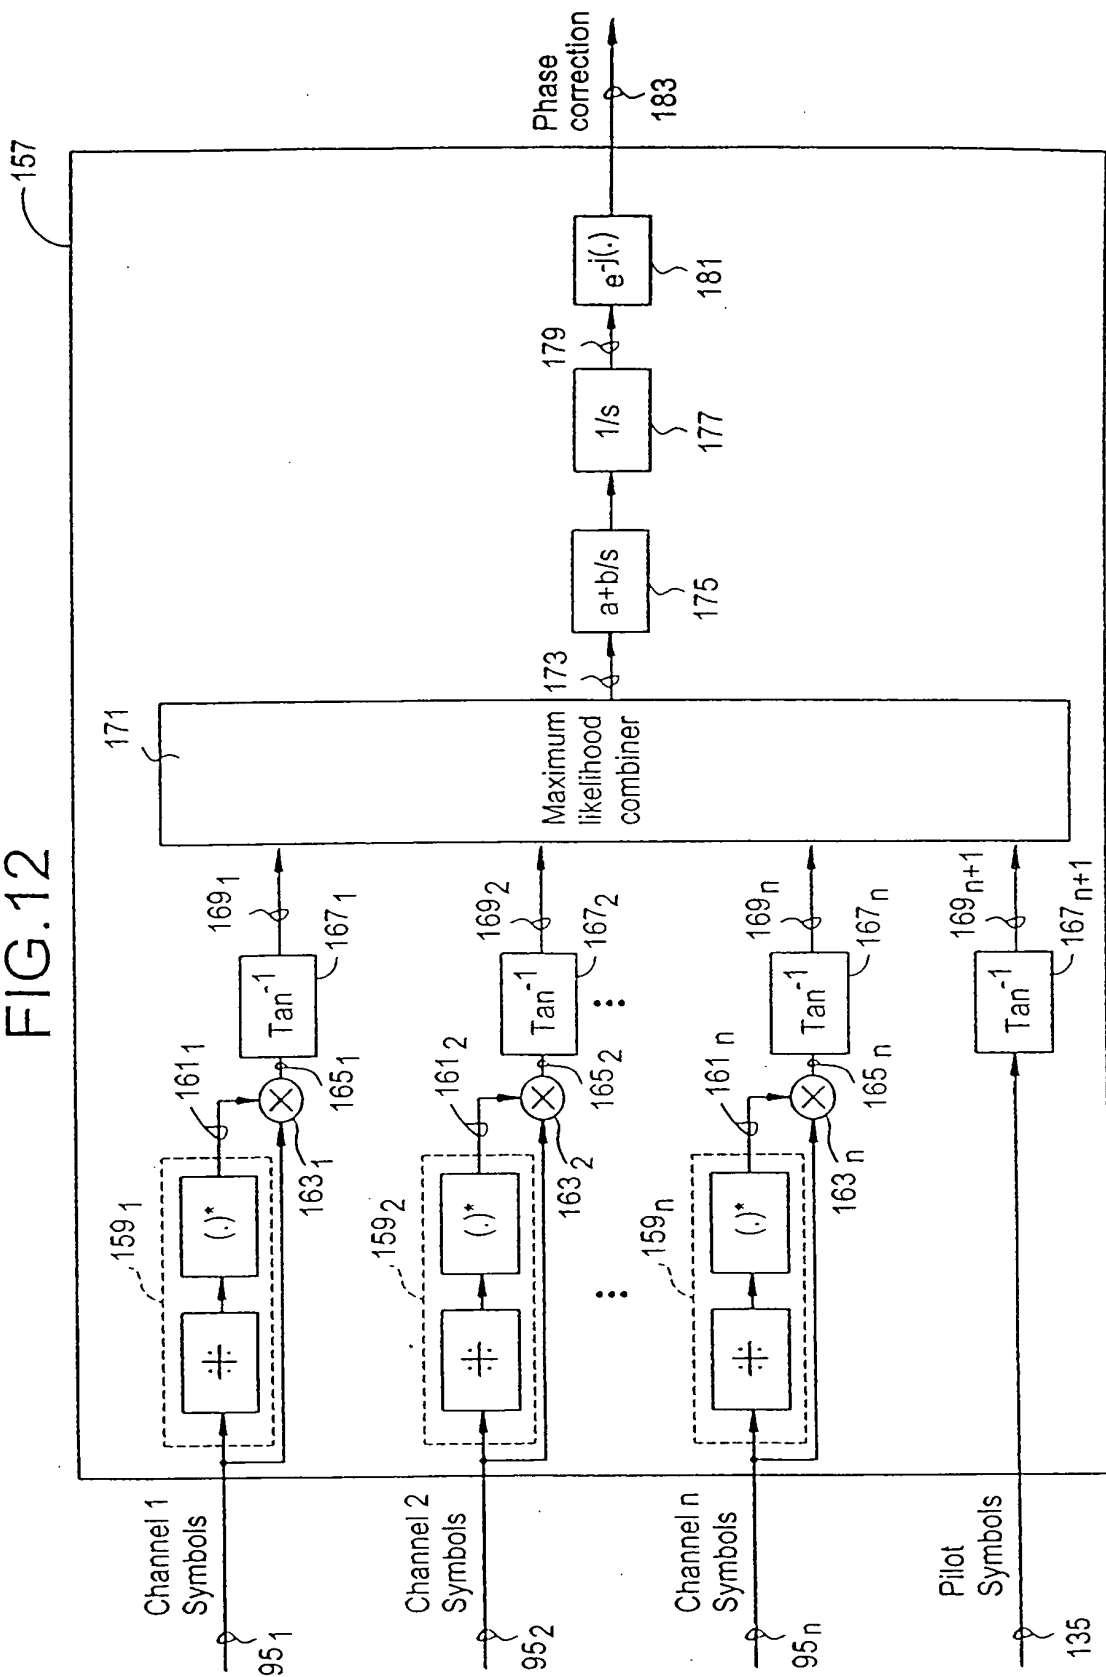 FIG.12
157
Channel 1
Symbols
95₁
159₁
(.)*
161₁
163₁
165₁
Tan⁻¹
167₁
169₁
Channel 2
Symbols
95₂
159₂
(.)*
161₂
163₂
165₂
Tan⁻¹
167₂
169₂
Channel n
Symbols
95ₙ
159ₙ
(.)*
161ₙ
163ₙ
165ₙ
Tan⁻¹
167ₙ
169ₙ
Pilot
Symbols
135
Tan⁻¹
167ₙ₊₁
169ₙ₊₁
171
Maximum
likelihood
combiner
173
a+b/s
175
1/s
177
179
e-j(.)
181
Phase
correction
183